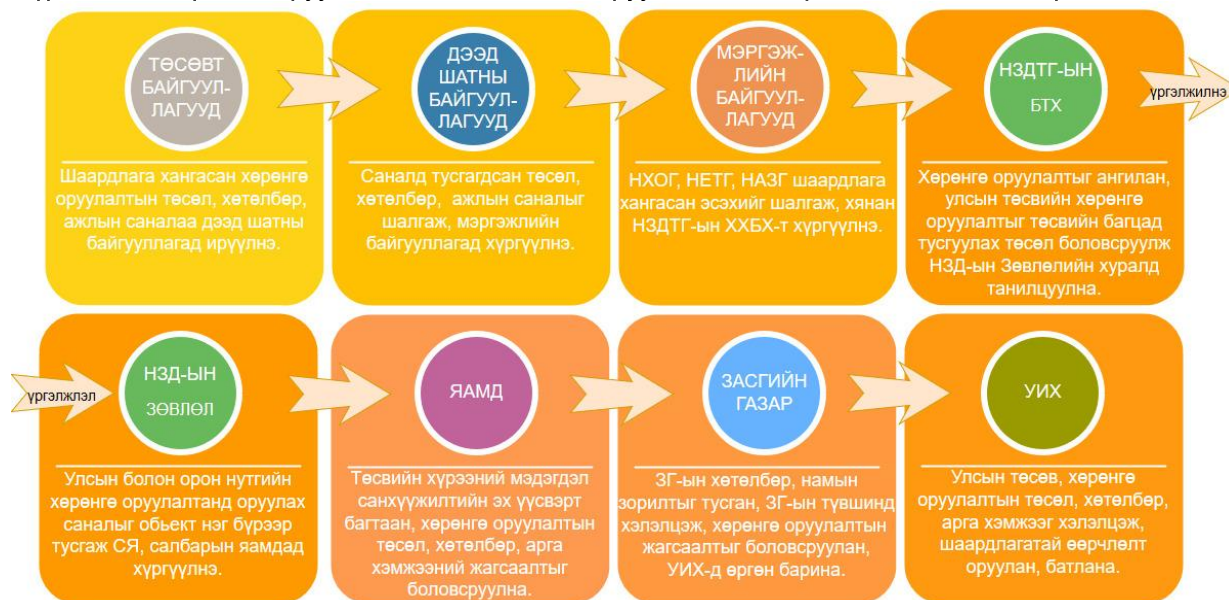 ТӨСӨВТ
БАЙГУУЛ-
ЛАГУУД
Шаардлага хангасан хөрөнгө
оруулалтын төсөл, хөтөлбөр,
ажлын саналаа дээд шатны
байгууллагад ирүүлнэ.
ДЭЭД
ШАТНЫ
БАЙГУУЛ-
ЛАГУУД
Саналд тусгагдсан төсөл,
хөтөлбөр, ажлын саналыг
шалгаж, мэргэжлийн
байгууллагад хүргүүлнэ.
МЭРГЭЖ-
ЛИЙН
БАЙГУУЛ-
ЛАГУУД
НХОГ, НЕТГ, НАЗГ шаардлага
хангасан эсэхийг шалгаж, хянан
НЗДТГ-ын ХХБХ-т хүргүүлнэ.
НЗДТГ-ЫН
БТХ
Хөрөнгө оруулалтыг ангилан,
улсын төсвийн хөрөнгө
оруулалтыг төсвийн багцад
тусгуулах төсөл боловсруулж
НЗД-ын Зөвлөлийн хуралд
танилцуулна.
үргэлжилнэ
үргэлжлэл
НЗД-ЫН
ЗӨВЛӨЛ
Улсын болон орон нутгийн
хөрөнгө оруулалтанд оруулах
саналыг обьект нэг бүрээр
тусгаж СЯ, салбарын яамдад
хүргүүлнэ.
ЯАМД
Төсвийн хүрээний мэдэгдэл
санхүүжилтийн эх үүсвэрт
багтаан, хөрөнгө оруулалтын
төсөл, хөтөлбөр, арга
хэмжээний жагсаалтыг
боловсруулна.
ЗАСГИЙН
ГАЗАР
ЗГ-ын хөтөлбөр, намын
зорилтыг тусган, ЗГ-ын түвшинд
хэлэлцэж, хөрөнгө оруулалтын
жагсаалтыг боловсруулан,
УИХ-д өргөн барина.
УИХ
Улсын төсөв, хөрөнгө
оруулалтын төсөл, хөтөлбөр,
арга хэмжээг хэлэлцэж,
шаардлагатай өөрчлөлт
оруулан, батлана.